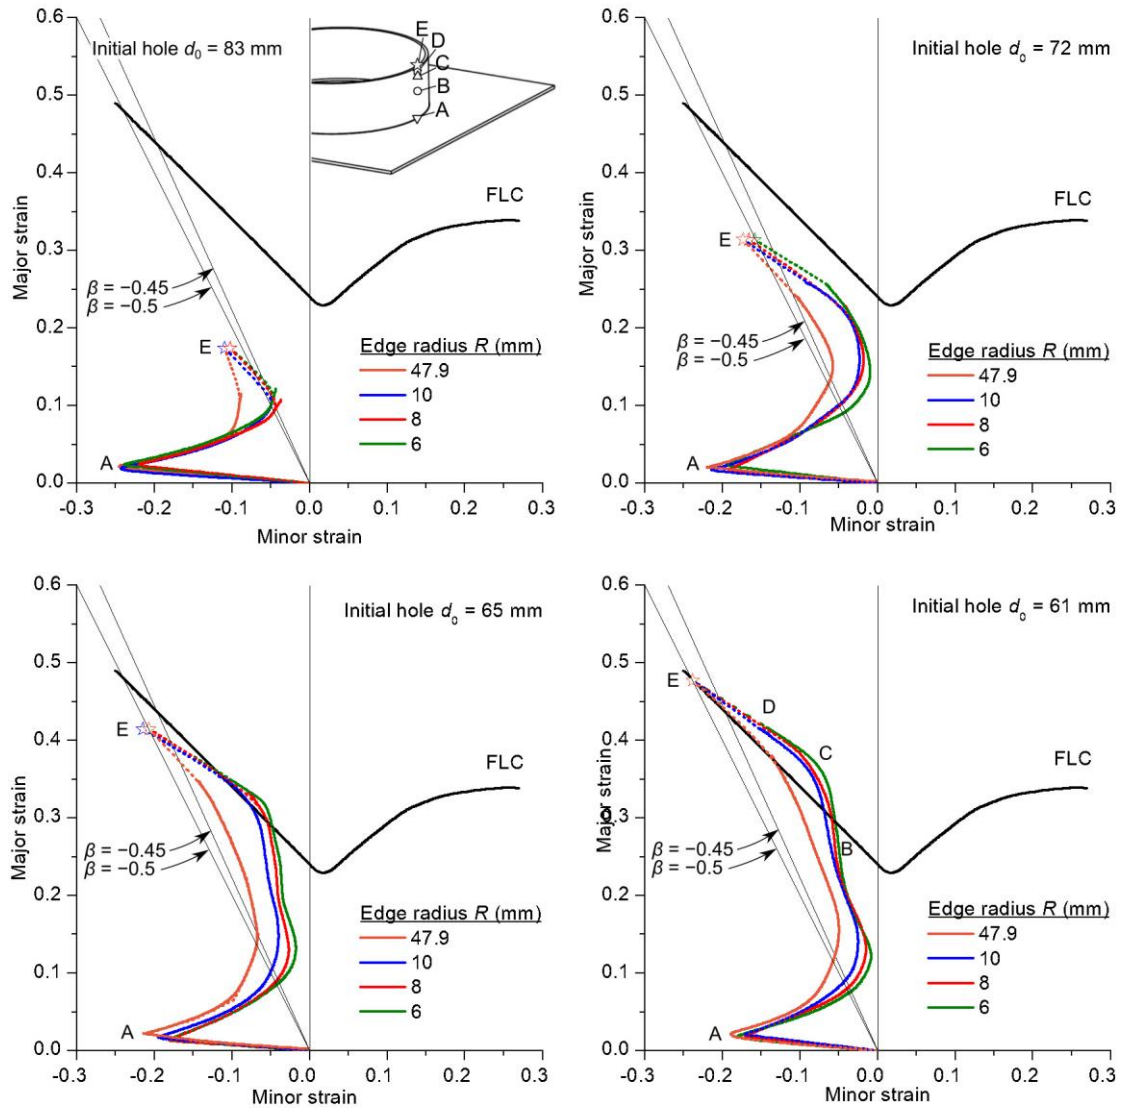 Initial hole d₀ = 83 mm
E
D
C
B
A
FLC
β = −0.45
β = −0.5
E
A
Edge radius R (mm)
47.9
10
8
6
Major strain
0.6
0.5
0.4
0.3
0.2
0.1
0.0
-0.3 -0.2 -0.1 0.0 0.1 0.2 0.3
Minor strain
Initial hole d₀ = 72 mm
FLC
E
β = −0.45
β = −0.5
A
Edge radius R (mm)
47.9
10
8
6
Major strain
0.6
0.5
0.4
0.3
0.2
0.1
0.0
-0.3 -0.2 -0.1 0.0 0.1 0.2 0.3
Minor strain
Initial hole d₀ = 65 mm
E
FLC
β = −0.45
β = −0.5
A
Edge radius R (mm)
47.9
10
8
6
Major strain
0.6
0.5
0.4
0.3
0.2
0.1
0.0
-0.3 -0.2 -0.1 0.0 0.1 0.2 0.3
Minor strain
Initial hole d₀ = 61 mm
E
D
C
FLC
B
β = −0.45
β = −0.5
A
Edge radius R (mm)
47.9
10
8
6
Major strain
0.6
0.5
0.4
0.3
0.2
0.1
0.0
-0.3 -0.2 -0.1 0.0 0.1 0.2 0.3
Minor strain